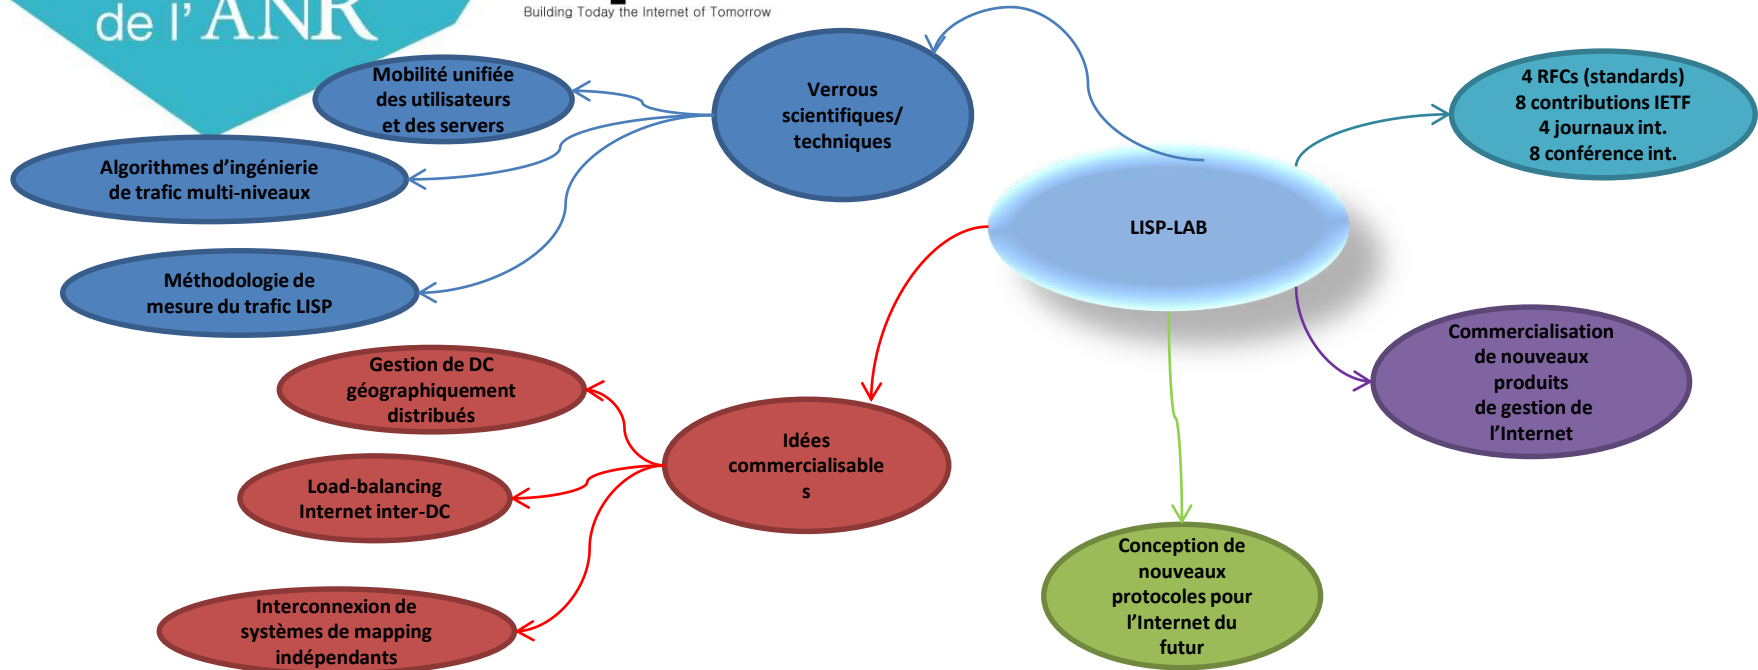 de l'ANR
Building Today the Internet of Tomorrow
Mobilité unifiée
des utilisateurs
et des servers
Algorithmes d'ingénierie
de trafic multi-niveaux
Méthodologie de
mesure du trafic LISP
Verrous
scientifiques/
techniques
4 RFCs (standards)
8 contributions IETF
4 journaux int.
8 conférence int.
LISP-LAB
Gestion de DC
géographiquement
distribués
Load-balancing
Internet inter-DC
Interconnexion de
systèmes de mapping
indépendants
Idées
commercialisable
s
Commercialisation
de nouveaux
produits
de gestion de
l'Internet
Conception de
nouveaux
protocoles pour
l'Internet du
futur